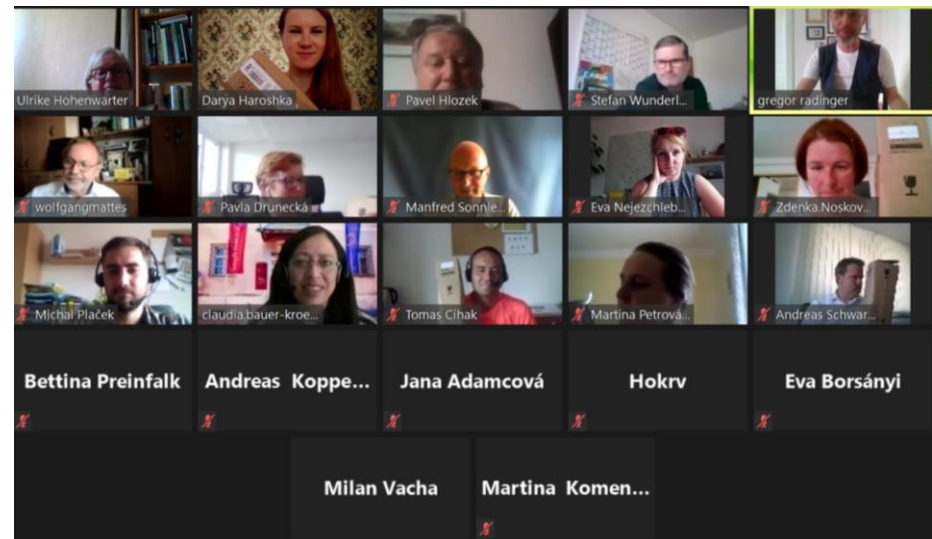 Ulrike Hohenwarter
Darya Haroshka
Pavel Hlozek
Stefan Wunderl...
gregor radinger
wolfgangmattes
Pavla Drunecká
Manfred Sonnle...
Eva Nejezchleb...
Zdenka.Noskov...
Michal Plaček
claudia.bauer-kroe...
Tomas Cihak
Martina Petrová...
Andreas Schwar...
Bettina Preinfalk
Andreas Koppe...
Jana Adamcová
Hokrv
Eva Borsányi
Milan Vacha
Martina Komen...